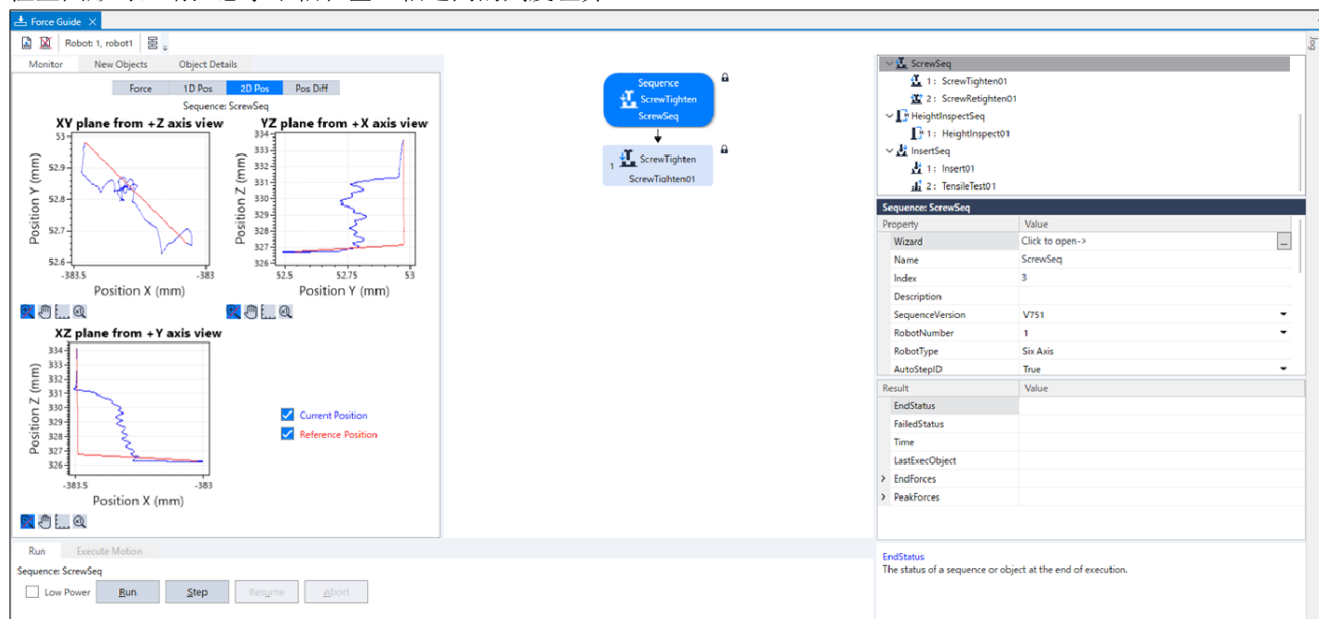 Force Guide
Robot: 1, robot1
Jog
Monitor New Objects Object Details
Force 1D Pos 2D Pos Pos Diff
Sequence: ScrewSeq
XY plane from +Z axis view
53
52.9
52.8
52.7
52.6
-383.5 -383
Position Y (mm)
Position X (mm)
YZ plane from +X axis view
334
333
332
331
330
329
328
327
326
52.5 52.75 53
Position Z (mm)
Position Y (mm)
XZ plane from +Y axis view
334
333
332
331
330
329
328
327
326
-383.5 -383
Position Z (mm)
Position X (mm)
Current Position
Reference Position
Run Execute Motion
Sequence: ScrewSeq
Low Power Run Step Resume Abort
Sequence
ScrewTighten
ScrewSeq
1 ScrewTighten
ScrewTighten01
ScrewSeq
1: ScrewTighten01
2: ScrewRetighten01
HeightInspectSeq
1: HeightInspect01
InsertSeq
1: Insert01
2: TensileTest01
Sequence: ScrewSeq
Property Value
Wizard Click to open-> ...
Name ScrewSeq
Index 3
Description
SequenceVersion V751
RobotNumber 1
RobotType Six Axis
AutoStepID True
Result Value
EndStatus
FailedStatus
Time
LastExecObject
EndForces
PeakForces
EndStatus
The status of a sequence or object at the end of execution.